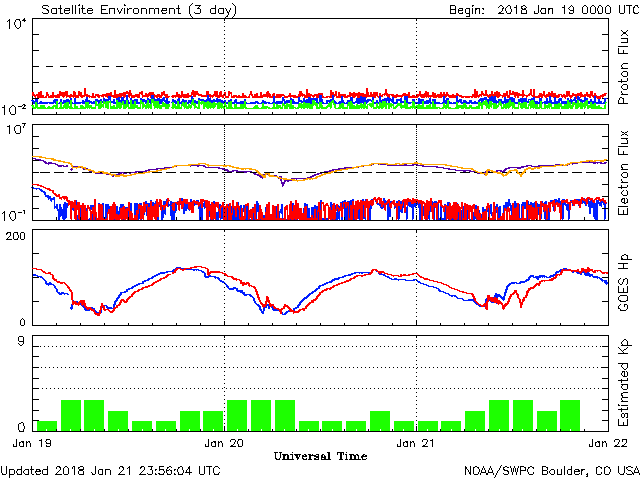 Satellite Environment (3 day) Begin: 2018 Jan 19 0000 UTC
10^4
10^-2
Proton Flux
10^7
10^-1
Electron Flux
200
0
GOES Hp
9
0
Estimated Kp
Jan 19 Jan 20 Jan 21 Jan 22
Universal Time
Updated 2018 Jan 21 23:56:04 UTC NOAA/SWPC Boulder, CO USA